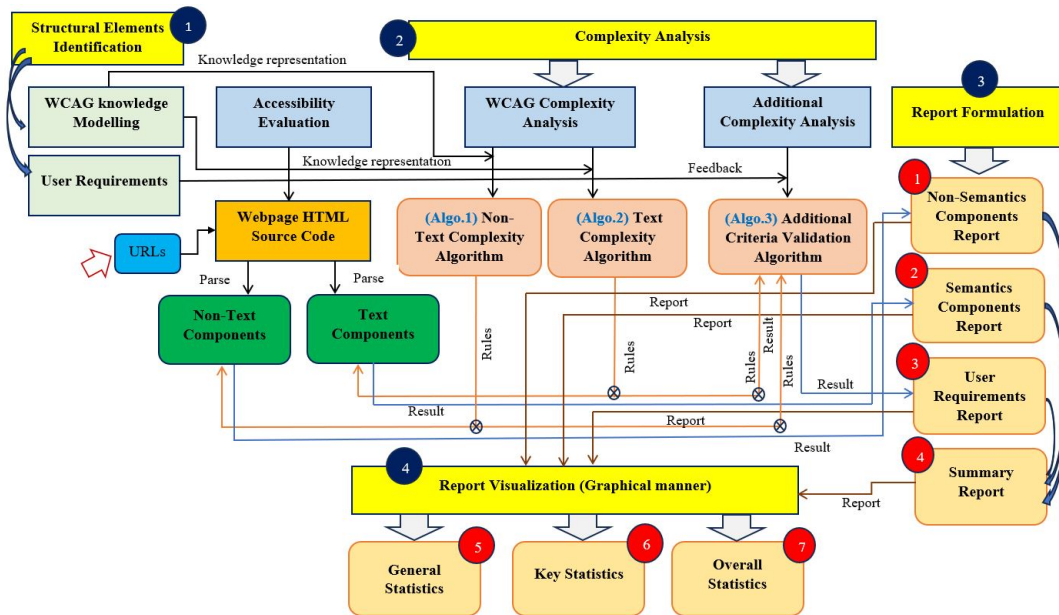 Structural Elements
Identification
1
2
Complexity Analysis
Knowledge representation
WCAG knowledge
Modelling
Accessibility
Evaluation
WCAG Complexity
Analysis
Additional
Complexity Analysis
3
Report Formulation
User Requirements
Knowledge representation
Feedback
URLs
Webpage HTML
Source Code
(Algo.1) Non-
Text Complexity
Algorithm
(Algo.2) Text
Complexity
Algorithm
(Algo.3) Additional
Criteria Validation
Algorithm
1
Non-Semantics
Components
Report
Parse
Parse
Non-Text
Components
Text
Components
Rules
Rules
Report
Report
Rules
Result
Rules
2
Semantics
Components
Report
Result
3
User
Requirements
Report
Result
Report
Result
4
Summary
Report
4
Report Visualization (Graphical manner)
Report
5
General
Statistics
6
Key Statistics
7
Overall
Statistics